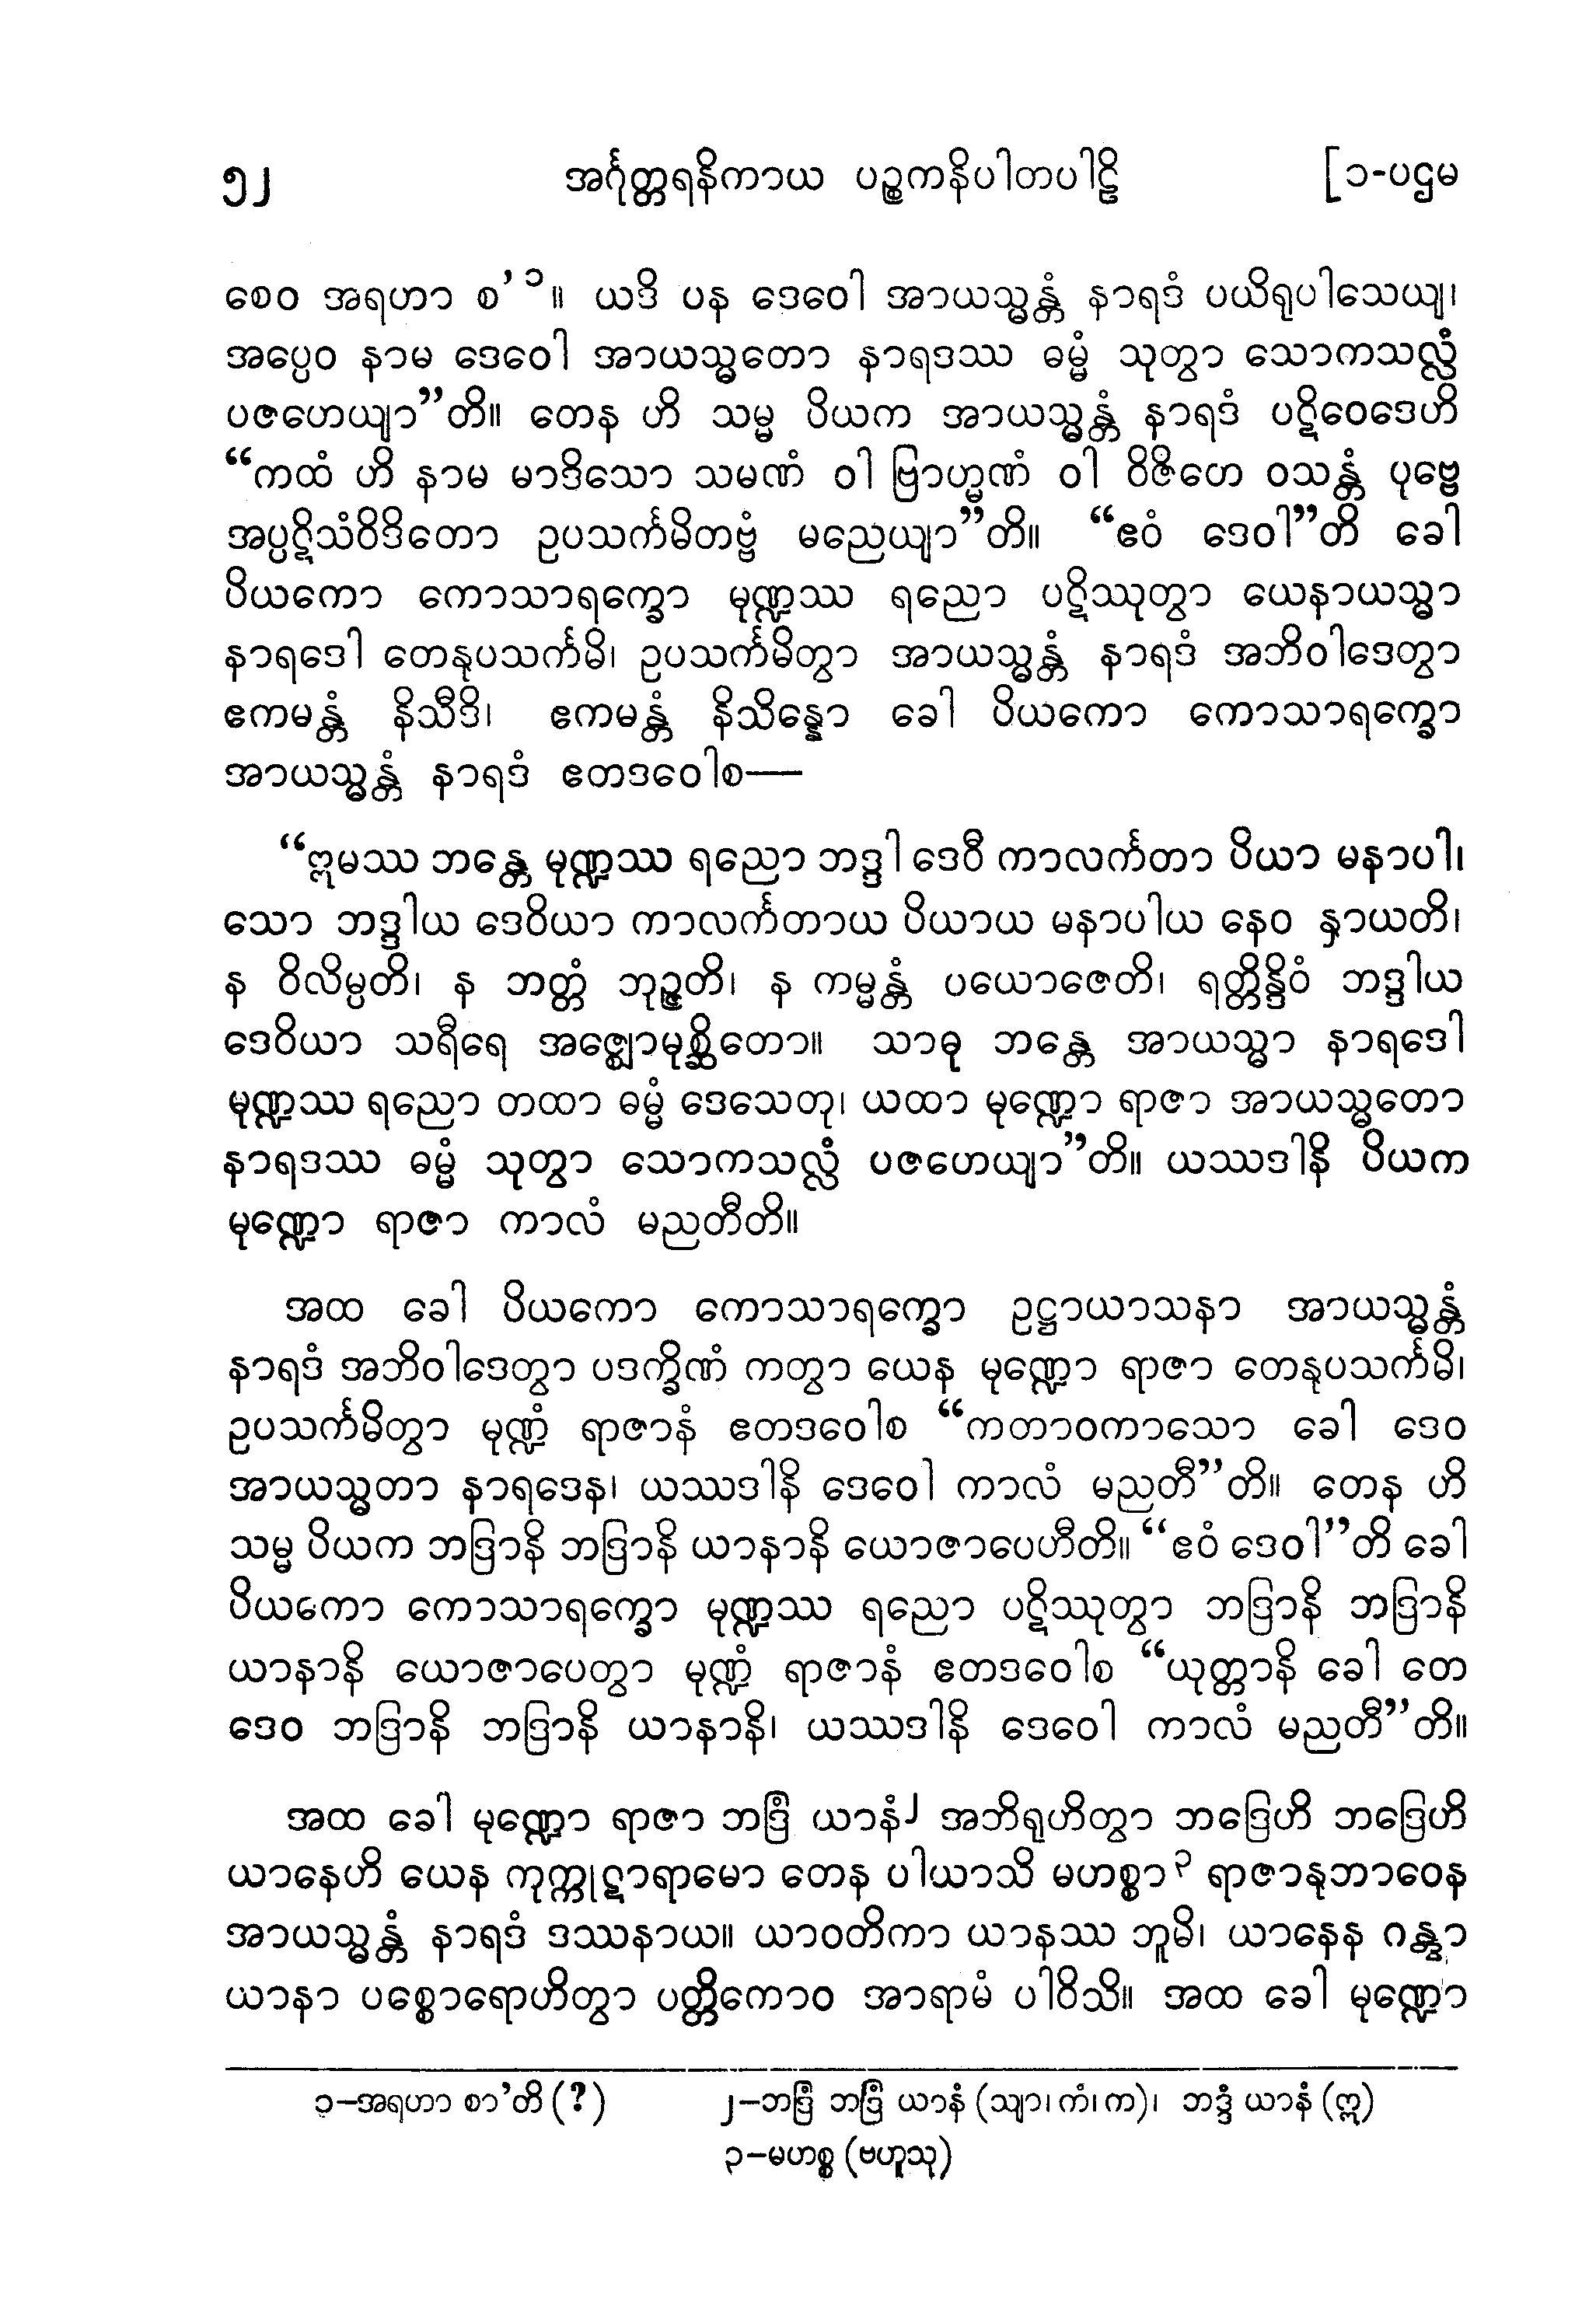 ၅၂ အင်္ဂုတ္တရနိကာယ ပဉ္စကနိပါတပါဠိ [၁-ပဌမ
စေဝ အရဟာ စ’ ၁။ ယဒိ ပန ဒေဝေါ အာယသ္မန္တံ နာရဒံ ပယိရုပါသေယျ၊
အပ္ပေဝ နာမ ဒေဝေါ အာယသ္မတော နာရဒဿ ဓမ္မံ သုတွာ သောကသလ္လံ
ပဇဟေယျာ”တိ။ တေန ဟိ သမ္မ ပိယက အာယသ္မန္တံ နာရဒံ ပဋိဝေဒေဟိ
“ကထံ ဟိ နာမ မာဒိသော သမဏံ ဝါ ဗြာဟ္မဏံ ဝါ ဝိဇိတေ ဝသန္တံ ပုဗ္ဗေ
အပ္ပဋိသံဝိဒိတော ဥပသင်္ကမိတဗ္ဗံ မညေယျာ”တိ။ “ဧဝံ ဒေဝါ”တိ ခေါ
ပိယကော ကောသာရက္ခော မုဏ္ဍဿ ရညော ပဋိဿုတွာ ယေနာယသ္မာ
နာရဒေါ တေနုပသင်္ကမိ၊ ဥပသင်္ကမိတွာ အာယသ္မန္တံ နာရဒံ အဘိဝါဒေတွာ
ဧကမန္တံ နိသီဒိ၊ ဧကမန္တံ နိသိန္နော ခေါ ပိယကော ကောသာရက္ခော
အာယသ္မန္တံ နာရဒံ ဧတဒဝေါစ—
“ဣမဿ ဘန္တေ မုဏ္ဍဿ ရညော ဘဒ္ဒါ ဒေဝီ ကာလင်္ကတာ ပိယာ မနာပါ၊
သော ဘဒ္ဒါယ ဒေဝိယာ ကာလင်္ကတာယ ပိယာယ မနာပါယ နေဝ နှာယတိ၊
န ဝိလိမ္ပတိ၊ န ဘတ္တံ ဘုဉ္ဇတိ၊ န ကမ္မန္တံ ပယောဇေတိ၊ ရတ္တိန္ဒိဝံ ဘဒ္ဒါယ
ဒေဝိယာ သရီရေ အဇ္ဈောမုစ္ဆိတော။ သာဓု ဘန္တေ အာယသ္မာ နာရဒေါ
မုဏ္ဍဿ ရညော တထာ ဓမ္မံ ဒေသေတု၊ ယထာ မုဏ္ဍော ရာဇာ အာယသ္မတော
နာရဒဿ ဓမ္မံ သုတွာ သောကသလ္လံ ပဇဟေယျာ”တိ။ ယဿဒါနိ ပိယက
မုဏ္ဍော ရာဇာ ကာလံ မညတီတိ။
အထ ခေါ ပိယကော ကောသာရက္ခော ဥဋ္ဌာယာသနာ အာယသ္မန္တံ
နာရဒံ အဘိဝါဒေတွာ ပဒက္ခိဏံ ကတွာ ယေန မုဏ္ဍော ရာဇာ တေနုပသင်္ကမိ၊
ဥပသင်္ကမိတွာ မုဏ္ဍံ ရာဇာနံ ဧတဒဝေါစ “ကတာဝကာသော ခေါ ဒေဝ
အာယသ္မတာ နာရဒေန၊ ယဿဒါနိ ဒေဝေါ ကာလံ မညတီ”တိ။ တေန ဟိ
သမ္မ ပိယက ဘဒြာနိ ဘဒြာနိ ယာနာနိ ယောဇာပေဟီတိ။ “ဧဝံ ဒေဝါ”တိ ခေါ
ပိယကော ကောသာရက္ခော မုဏ္ဍဿ ရညော ပဋိဿုတွာ ဘဒြာနိ ဘဒြာနိ
ယာနာနိ ယောဇာပေတွာ မုဏ္ဍံ ရာဇာနံ ဧတဒဝေါစ “ယုတ္တာနိ ခေါ တေ
ဒေဝ ဘဒြာနိ ဘဒြာနိ ယာနာနိ၊ ယဿဒါနိ ဒေဝေါ ကာလံ မညတီ”တိ။
အထ ခေါ မုဏ္ဍော ရာဇာ ဘဒြံ ယာနံ၂ အဘိရုဟိတွာ ဘဒြေဟိ ဘဒြေဟိ
ယာနေဟိ ယေန ကုက္ကုဋာရာမော တေန ပါယာသိ မဟစ္စာ၃ ရာဇာနုဘာဝေန
အာယသ္မန္တံ နာရဒံ ဒဿနာယ။ ယာဝတိကာ ယာနဿ ဘူမိ၊ ယာနေန ဂန္တွာ
ယာနာ ပစ္စောရောဟိတွာ ပတ္တိကောဝ အာရာမံ ပါဝိသိ။ အထ ခေါ မုဏ္ဍော
၁–အရဟာ စာ’တိ (?) ၂–ဘဒြံ ဘဒြံ ယာနံ (သျာ၊ ကံ၊ က)၊ ဘဒ္ဒံ ယာနံ (ဣ)
၃–မဟစ္စ (ဗဟူသု)